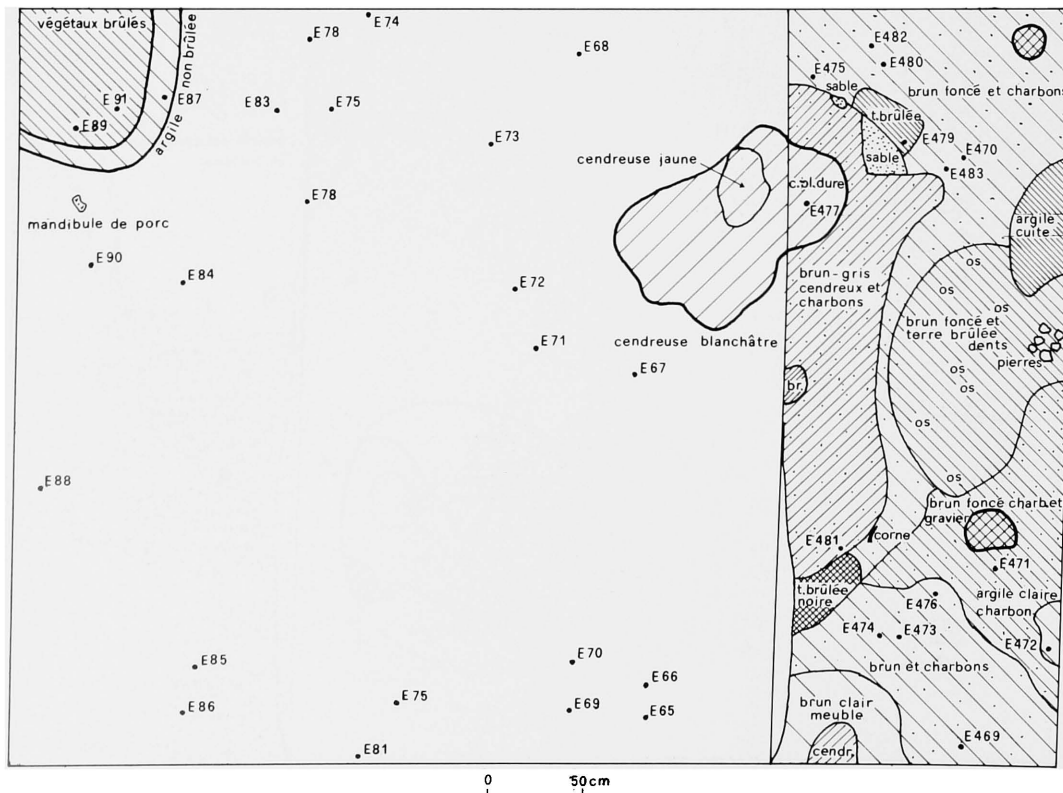 végétaux brûlés
E74
E78
E68
E482
E480
E475
sable
brun foncé et charbons
E91
E87
E89
argile non brûlée
E83
E75
E73
t.brûlée
E479
sable
E470
E483
cendreuse jaune
E477
mandibule de porc
E78
argile
cuite
E90
E84
E72
brun-gris
cendreux et
charbons
os
os
os
brun foncé et
terre brûlée
dents
pierres
E71
cendreuse blanchâtre
E67
br.
os
os
os
E88
os
brun foncé charb.et
gravier
corne
E481
E471
t.brûlée
noire
argile claire
charbon
E476
E474
E473
E472
brun et charbons
E85
E70
E66
E86
E75
E69
E65
brun clair
meuble
E81
cendr.
E469
0
50cm